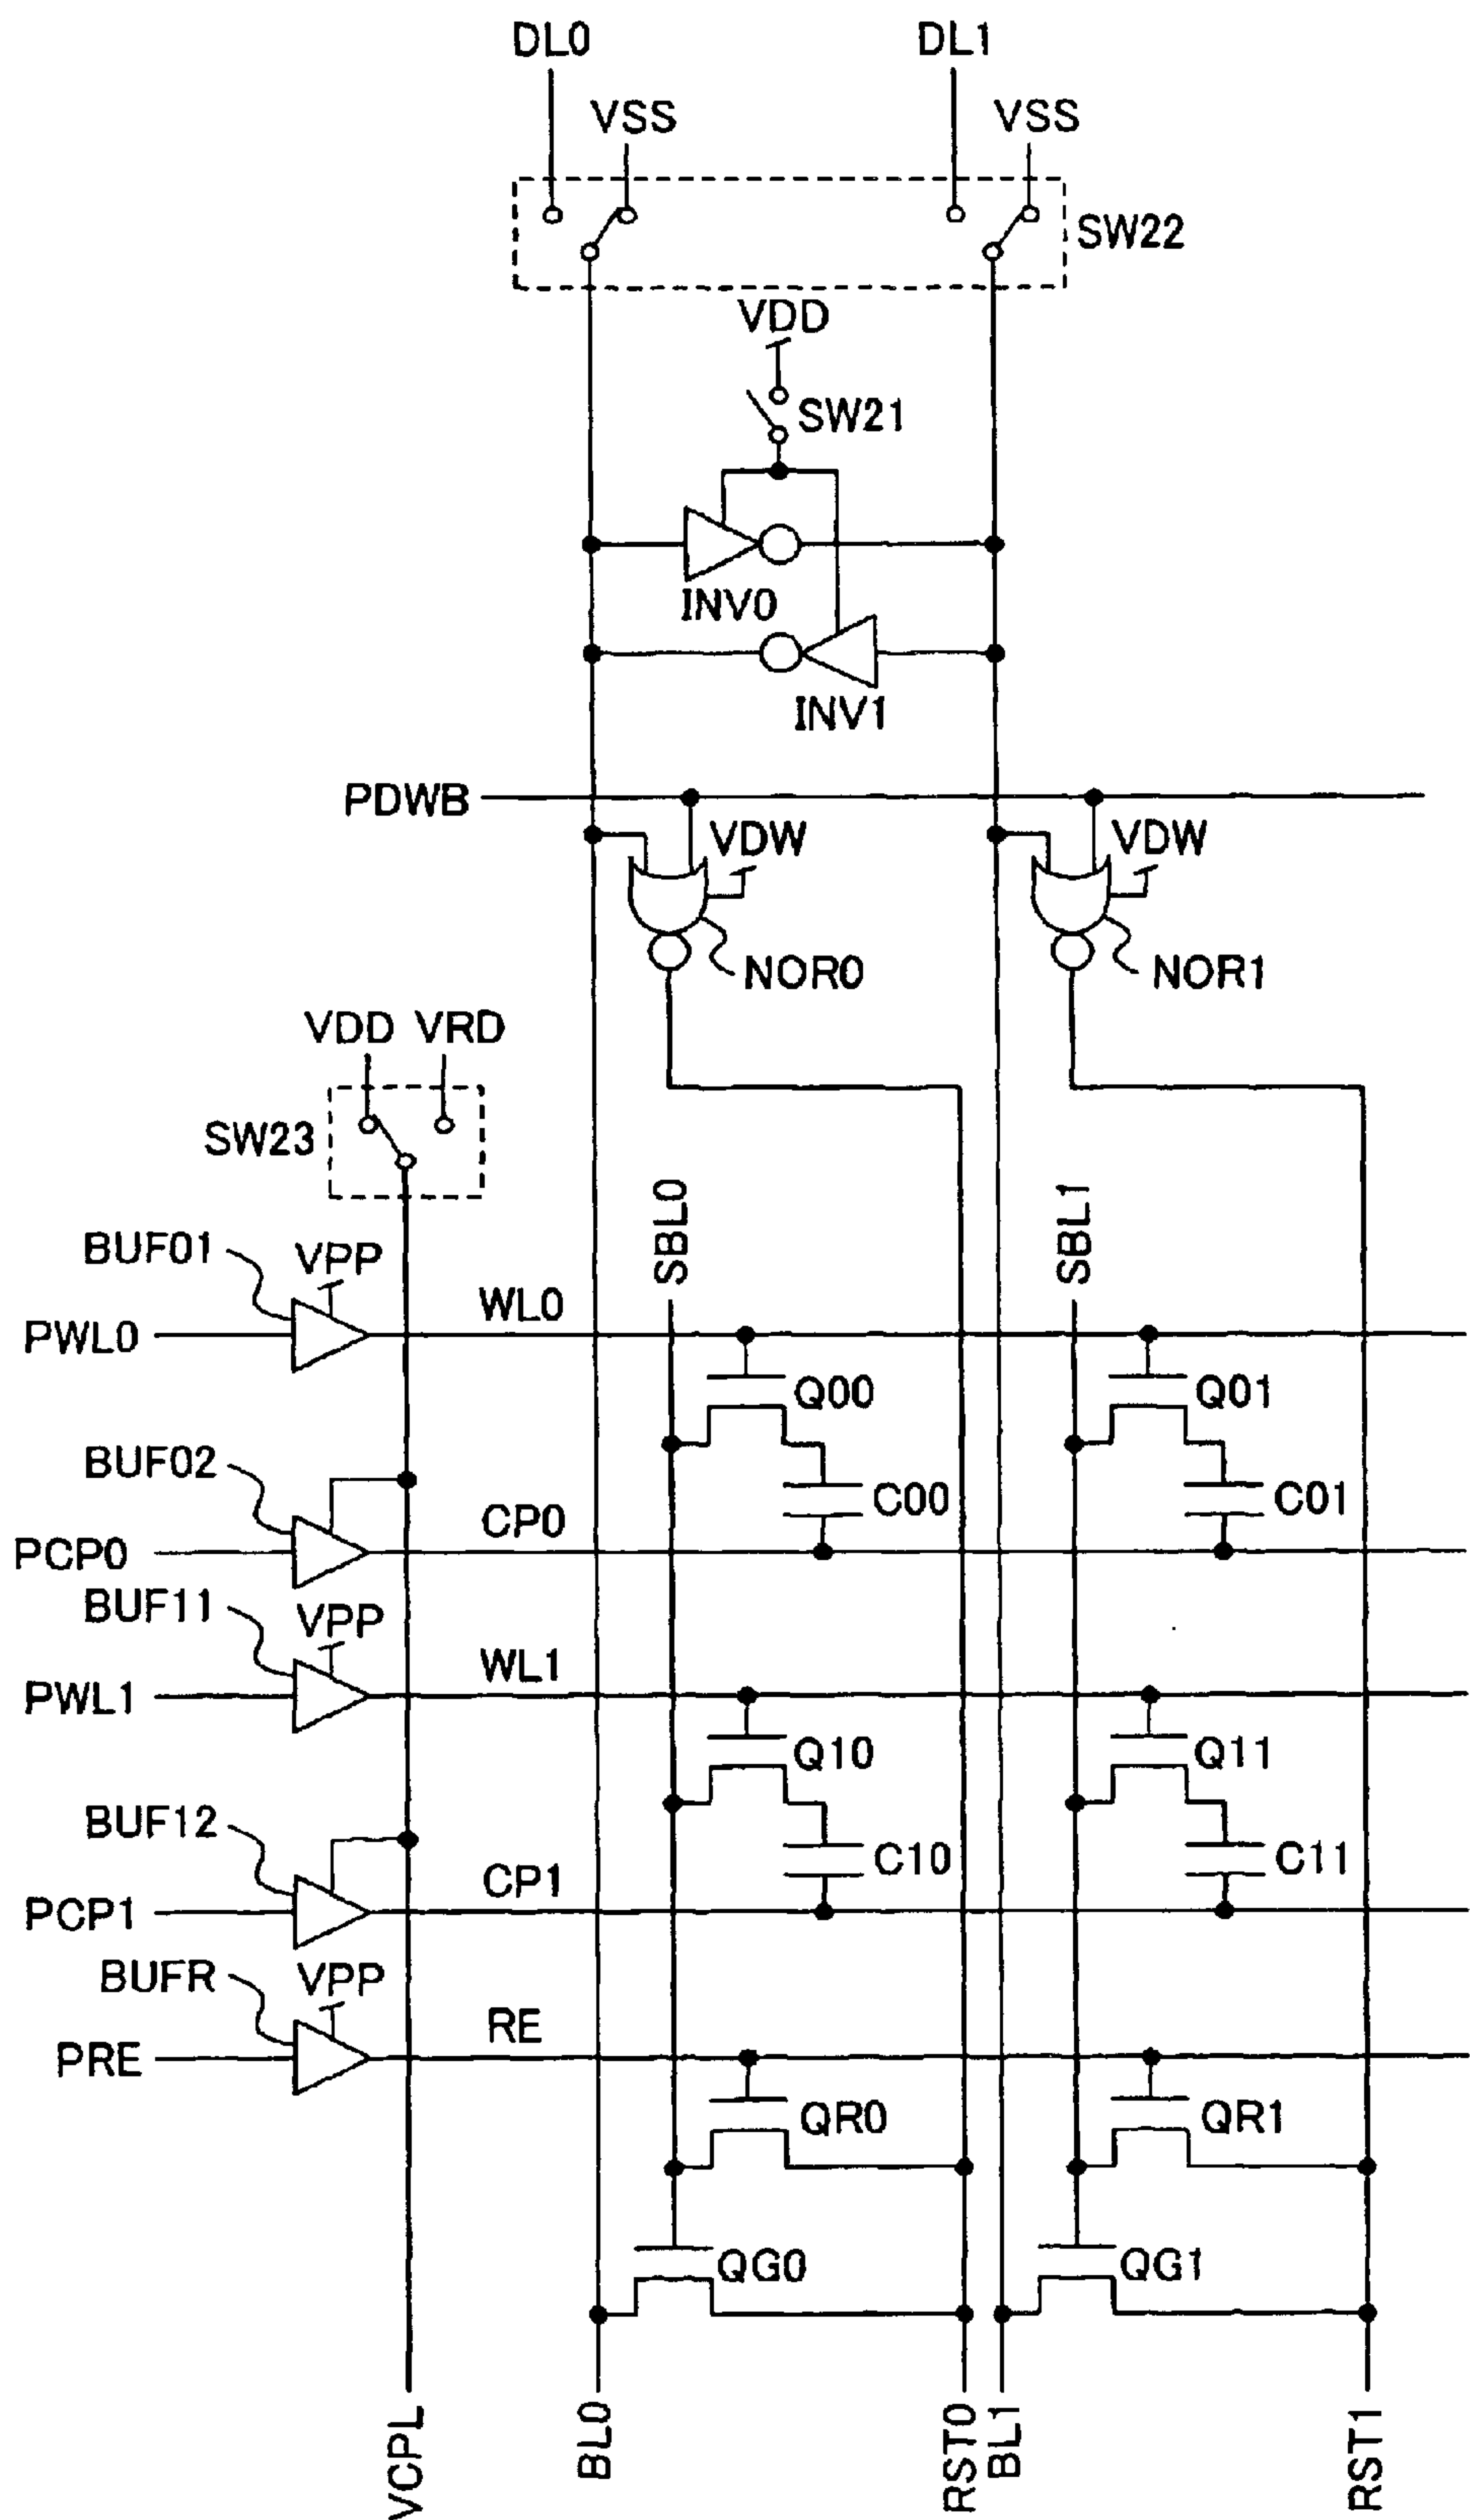 DL0 DL1
VSS VSS
SW22
VDD
SW21
INV0
INV1
PDWB
VDW VDW
NOR0 NOR1
VDD VRD
SW23
SBL0 SBL1
BUF01 VPP
WL0
PWL0
Q00 Q01
BUF02
C00 C01
CP0
PCP0
BUF11 VPP
WL1
PWL1
Q10 Q11
BUF12
C10 C11
CP1
PCP1
BUFR VPP
RE
PRE
QR0 QR1
QG0 QG1
VCPL BL0 RST0 BL1 RST1